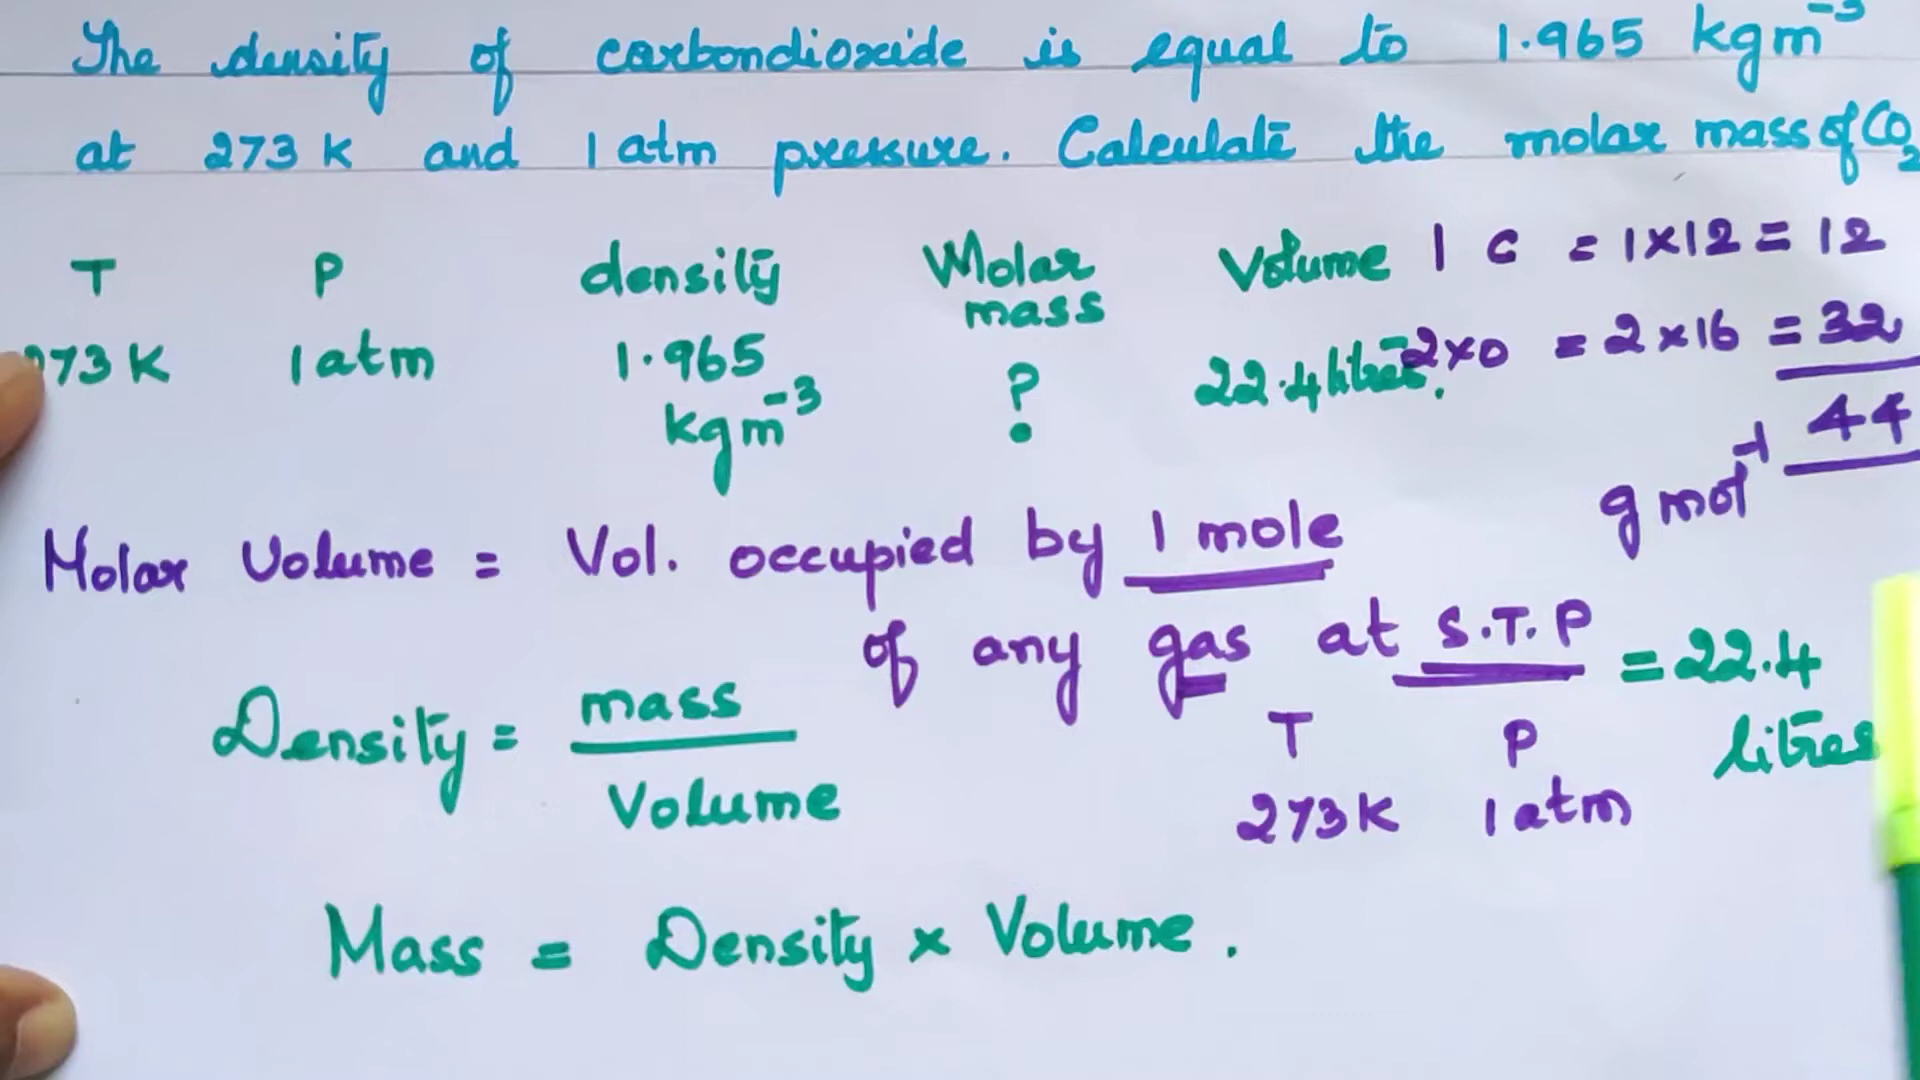 The density of carbondioxide is equal to 1.965 kgm⁻³
at 273 K and 1 atm pressure. Calculate the molar mass of CO₂
T P density Molar mass Volume
273 K 1 atm 1.965 kgm⁻³ ? 22.4 litres.
1 C = 1×12 = 12
2×O = 2×16 = 32
44
g mol⁻¹
Molar Volume = Vol. occupied by 1 mole
of any gas at S.T.P = 22.4 litres
T P
273K 1 atm
Density = mass / Volume
Mass = Density × Volume.